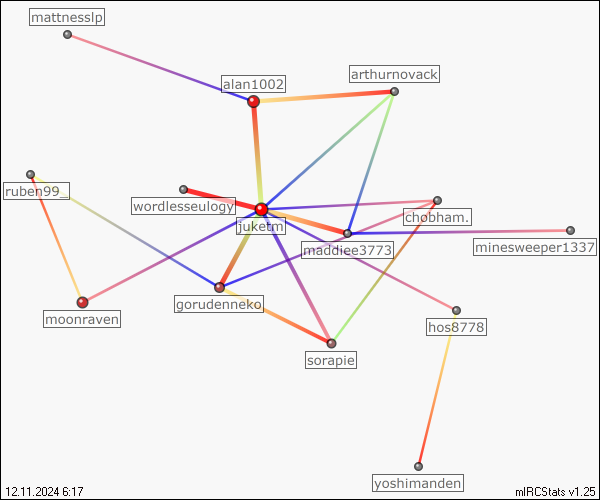 mattnesslp
arthurnovack
alan1002
ruben99_
wordlesseulogy
chobham.
juketm
maddiee3773
minesweeper1337
gorudenneko
moonraven
hos8778
sorapie
yoshimanden
12.11.2024 6:17
mIRCStats v1.25